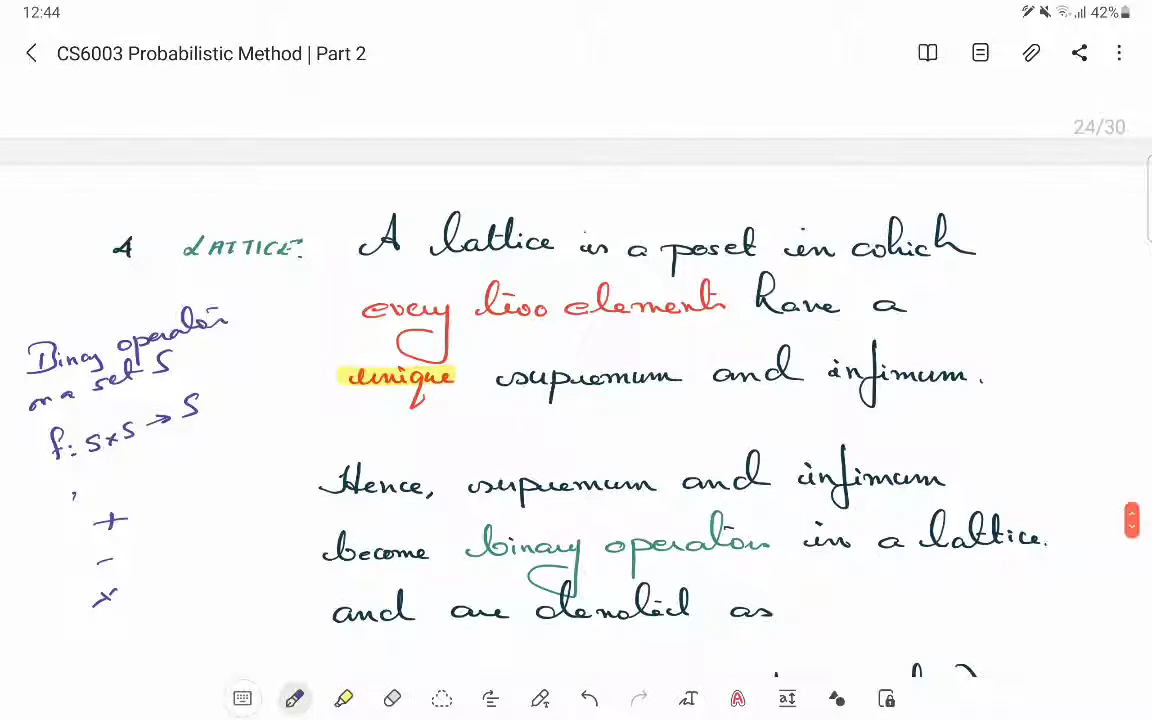 12:44
42%
CS6003 Probabilistic Method | Part 2
24/30
4 LATTICE: A lattice is a poset in which
every two elements have a
unique supremum and infimum.
Binary operator
on a set S
f: S×S → S
,
+
-
×
Hence, supremum and infimum
become binary operators in a lattice.
and are denoted as